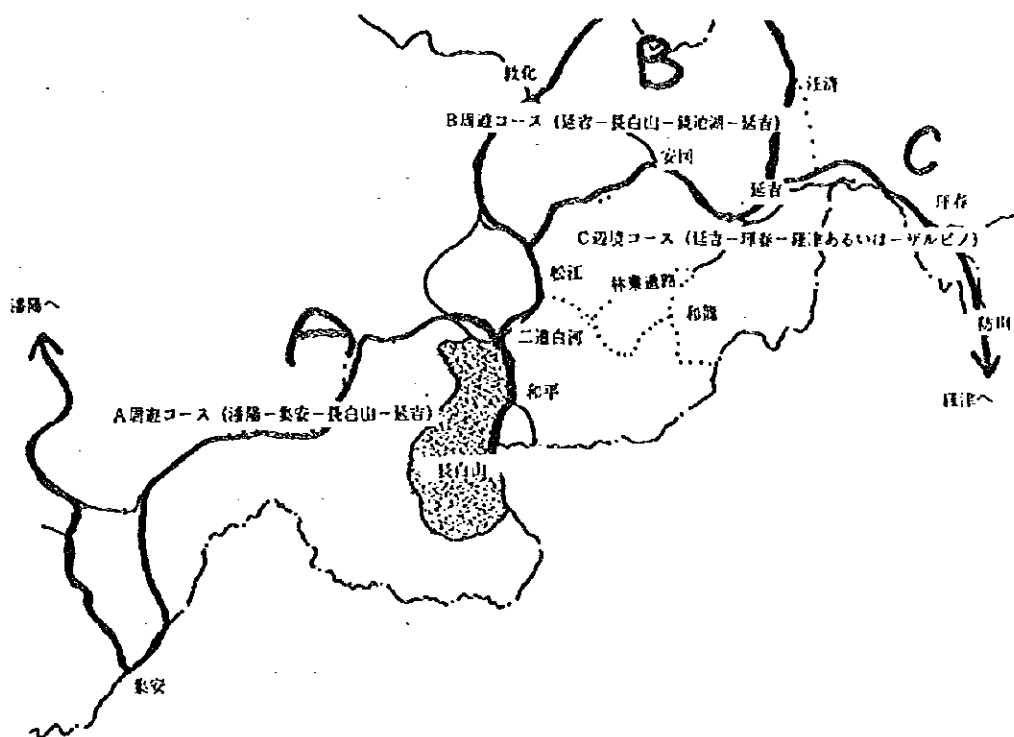 B
敦化
汪清
B周遊コース（延吉－長白山－鏡泊湖－延吉）
C
安図
延吉
琿春
C辺境コース（延吉－琿春－羅津あるいは－ザルビノ）
松江
林業道路
瀋陽へ
和龍
防川
二道白河
A
和平
羅津へ
A周遊コース（瀋陽－集安－長白山－延吉）
長白山
集安